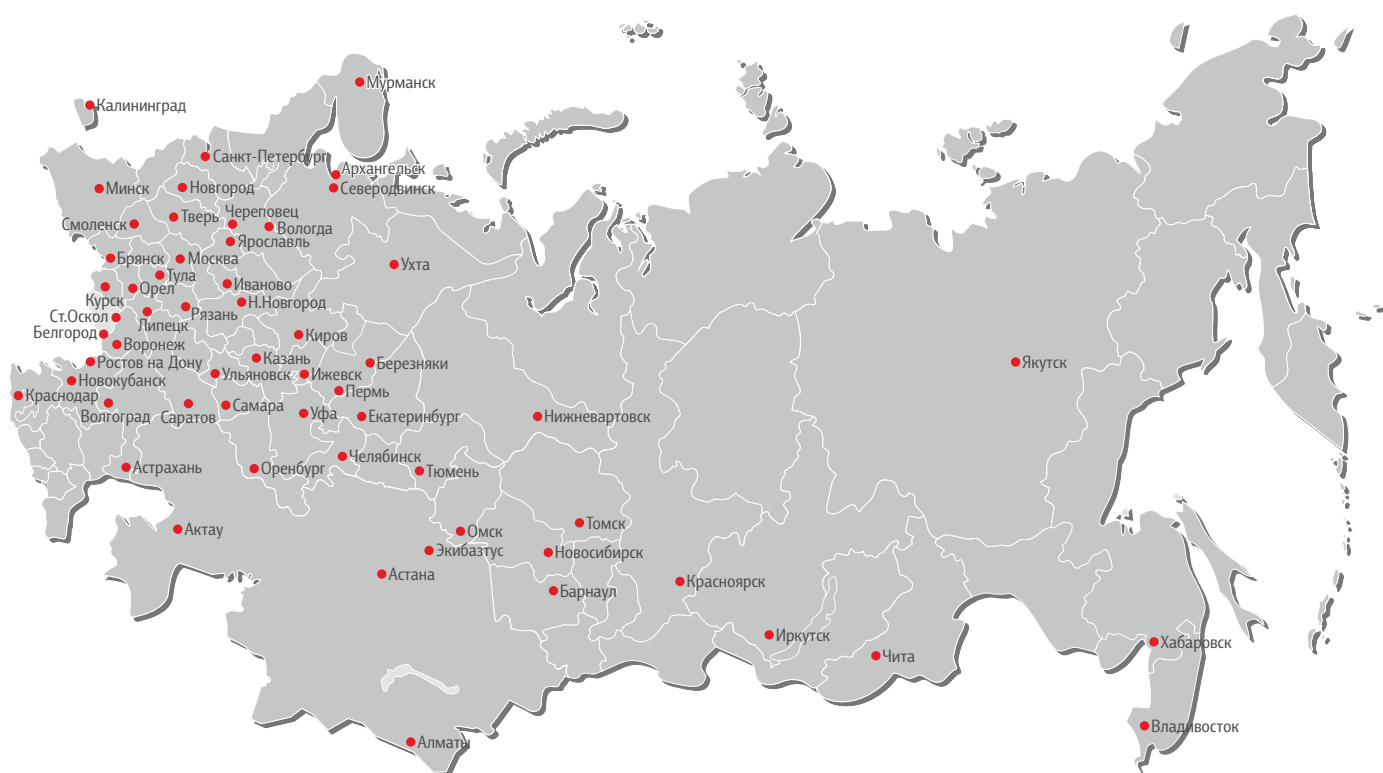 Мурманск
Калининград
Санкт-Петербург
Архангельск
Северодвинск
Минск
Новгород
Смоленск
Тверь
Череповец
Вологда
Ярославль
Брянск
Москва
Ухта
Тула
Иваново
Курск
Орел
Н.Новгород
Рязань
Ст.Оскол
Липецк
Белгород
Воронеж
Киров
Ростов на Дону
Казань
Березняки
Якутск
Новокубанск
Ульяновск
Ижевск
Краснодар
Пермь
Волгоград
Саратов
Самара
Уфа
Екатеринбург
Нижневартовск
Астрахань
Оренбург
Челябинск
Тюмень
Актау
Омск
Томск
Экибазтус
Новосибирск
Астана
Барнаул
Красноярск
Иркутск
Чита
Хабаровск
Владивосток
Алматы